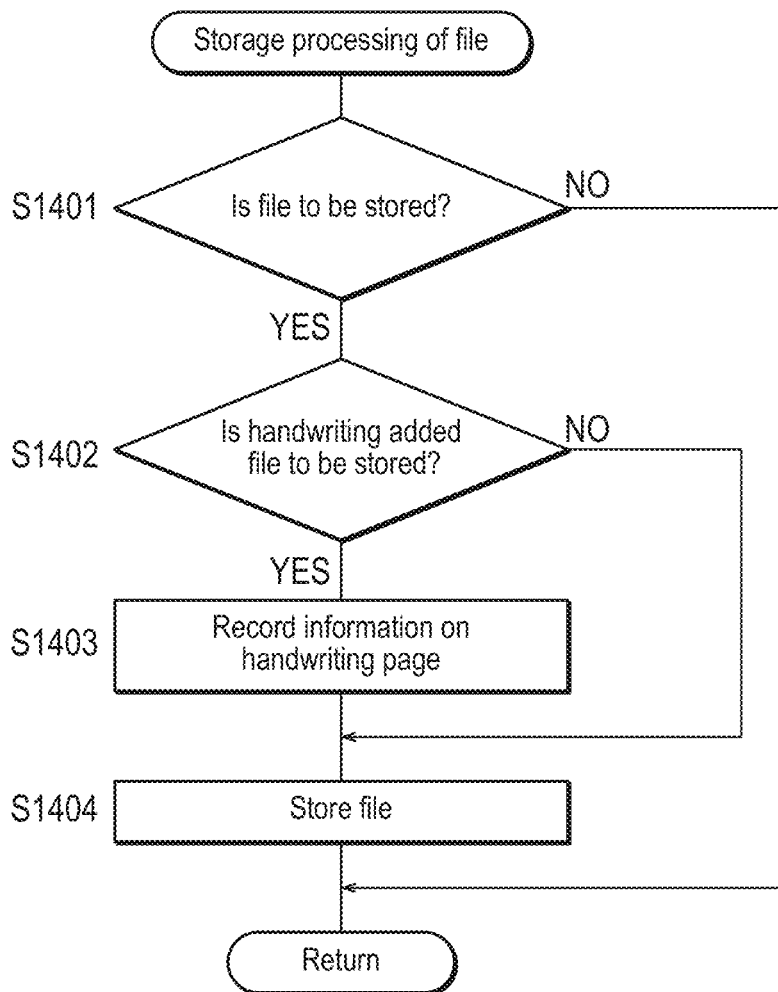 Storage processing of file
S1401
Is file to be stored?
NO
YES
S1402
Is handwriting added
file to be stored?
NO
YES
S1403
Record information on
handwriting page
S1404
Store file
Return